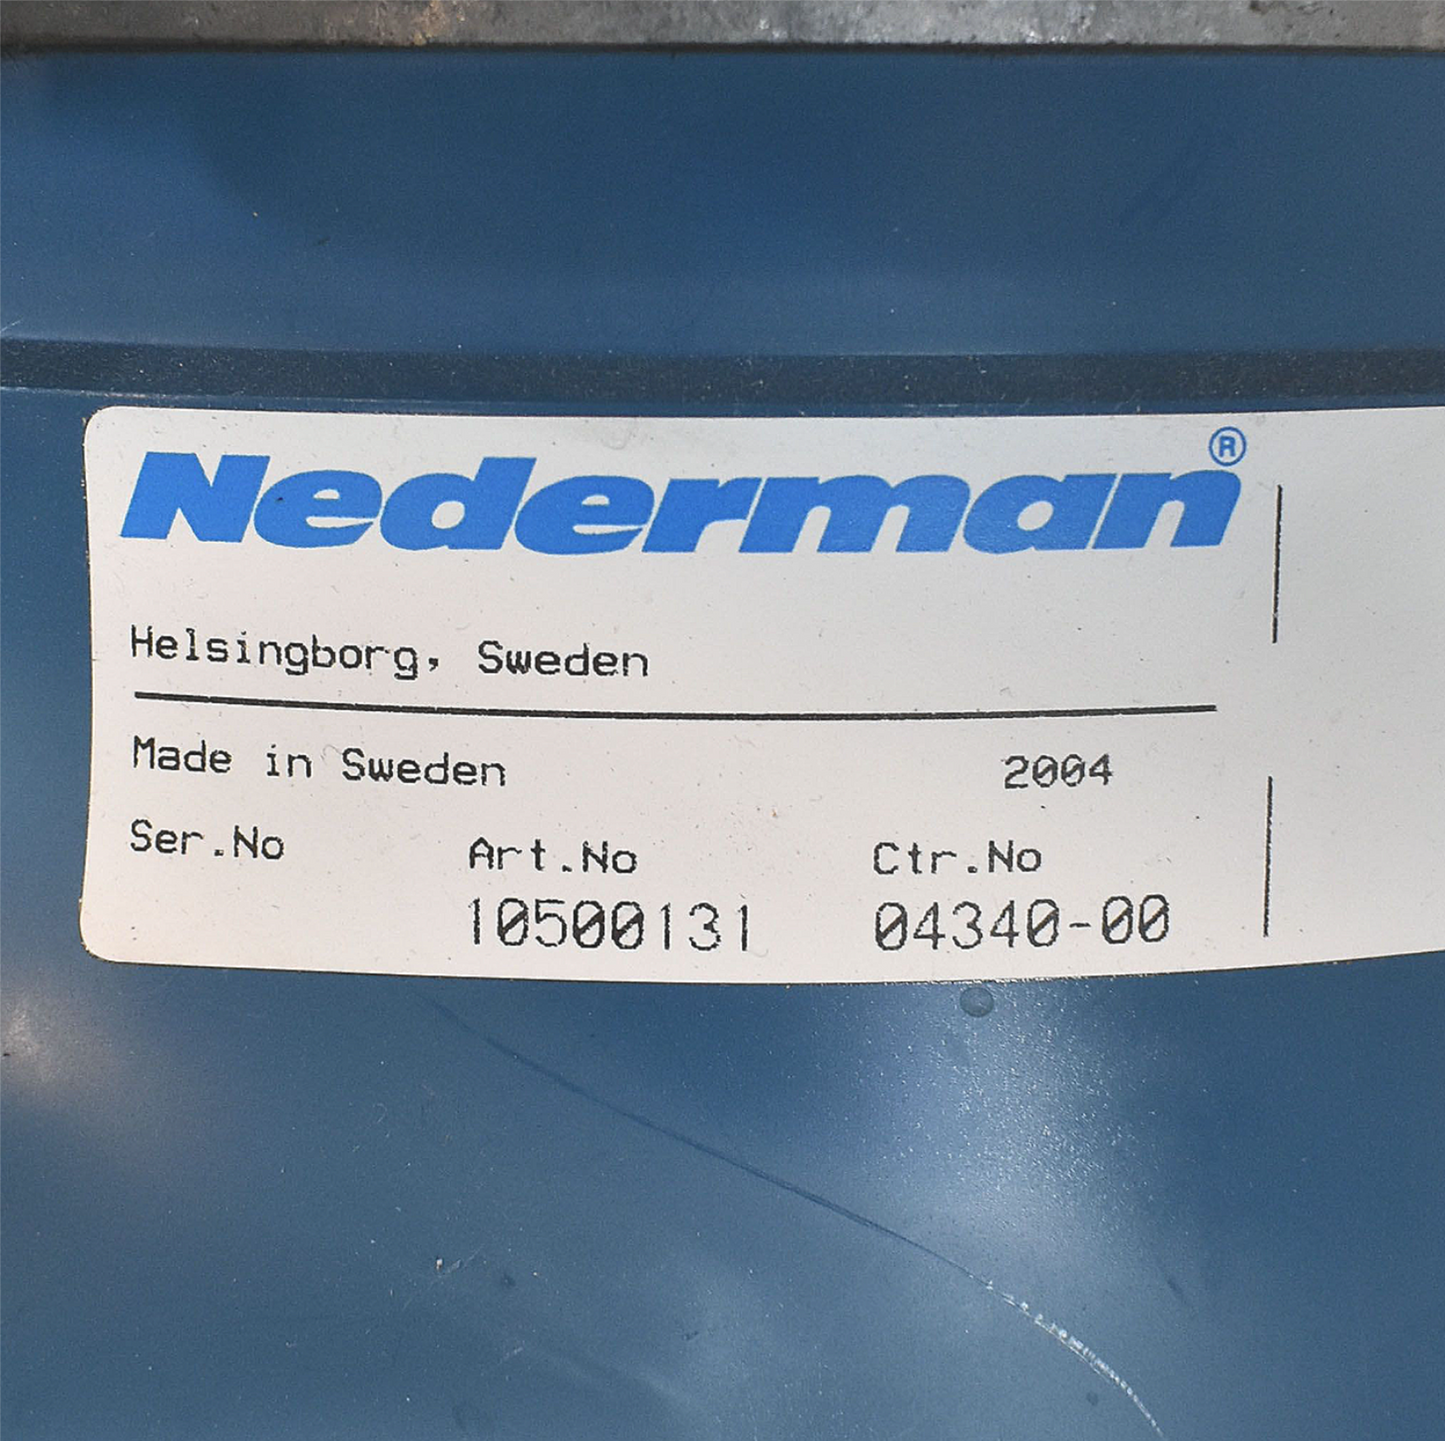 Nederman®
Helsingborg, Sweden
Made in Sweden 2004
Ser.No Art.No Ctr.No
10500131 04340-00